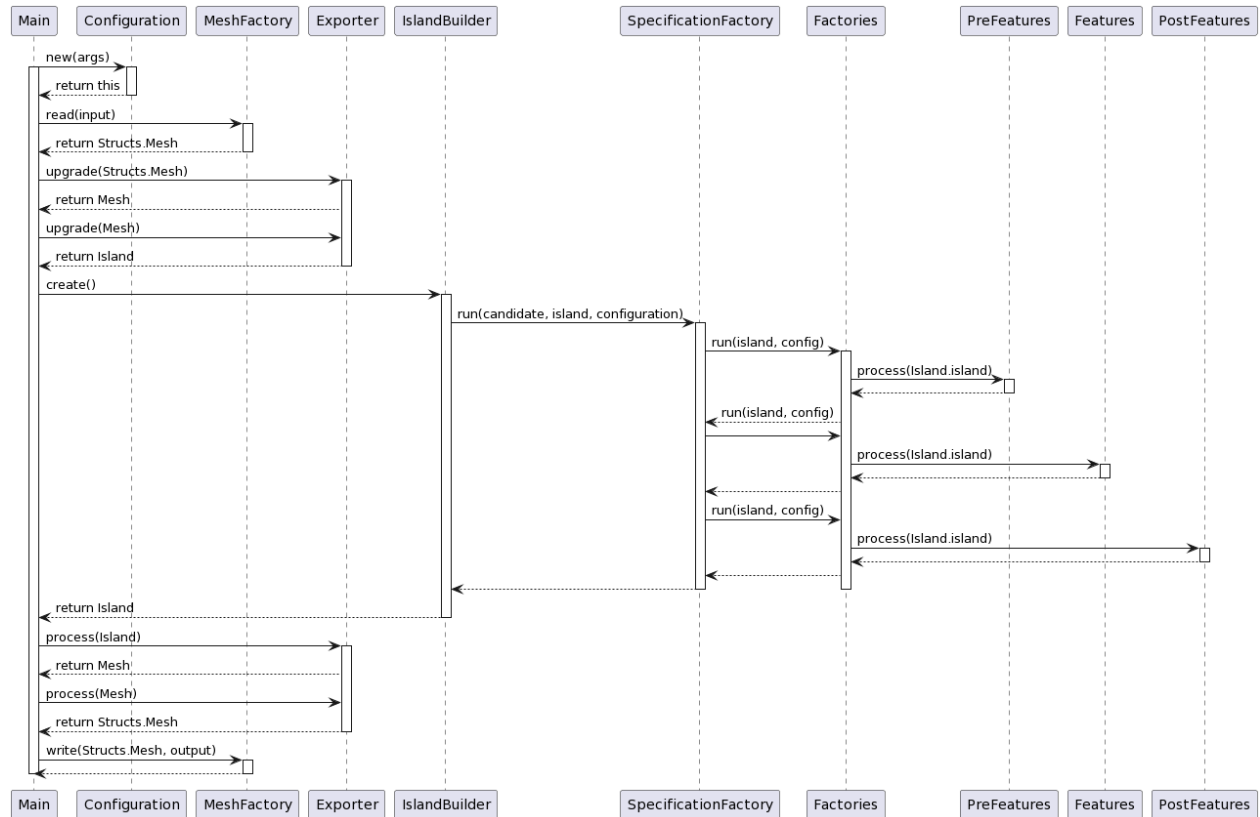 Main Configuration MeshFactory Exporter IslandBuilder SpecificationFactory Factories PreFeatures Features PostFeatures
new(args)
return this
read(input)
return Structs.Mesh
upgrade(Structs.Mesh)
return Mesh
upgrade(Mesh)
return Island
create()
run(candidate, island, configuration)
run(island, config)
process(Island.island)
run(island, config)
process(Island.island)
run(island, config)
process(Island.island)
return Island
process(Island)
return Mesh
process(Mesh)
return Structs.Mesh
write(Structs.Mesh, output)
Main Configuration MeshFactory Exporter IslandBuilder SpecificationFactory Factories PreFeatures Features PostFeatures